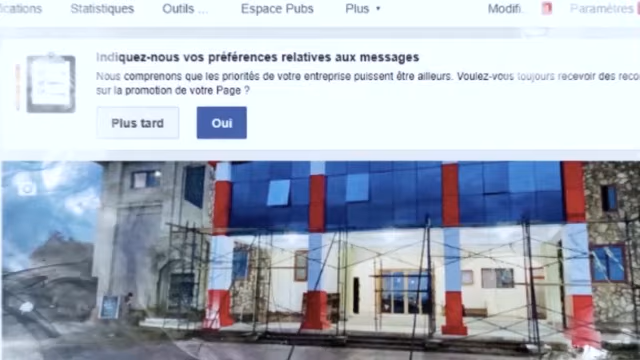 Statistiques Outils ... Espace Pubs Plus Modifi. Paramètres
Indiquez-nous vos préférences relatives aux messages
Nous comprenons que les priorités de votre entreprise puissent être ailleurs. Voulez-vous toujours recevoir des reco
sur la promotion de votre Page ?
Plus tard Oui